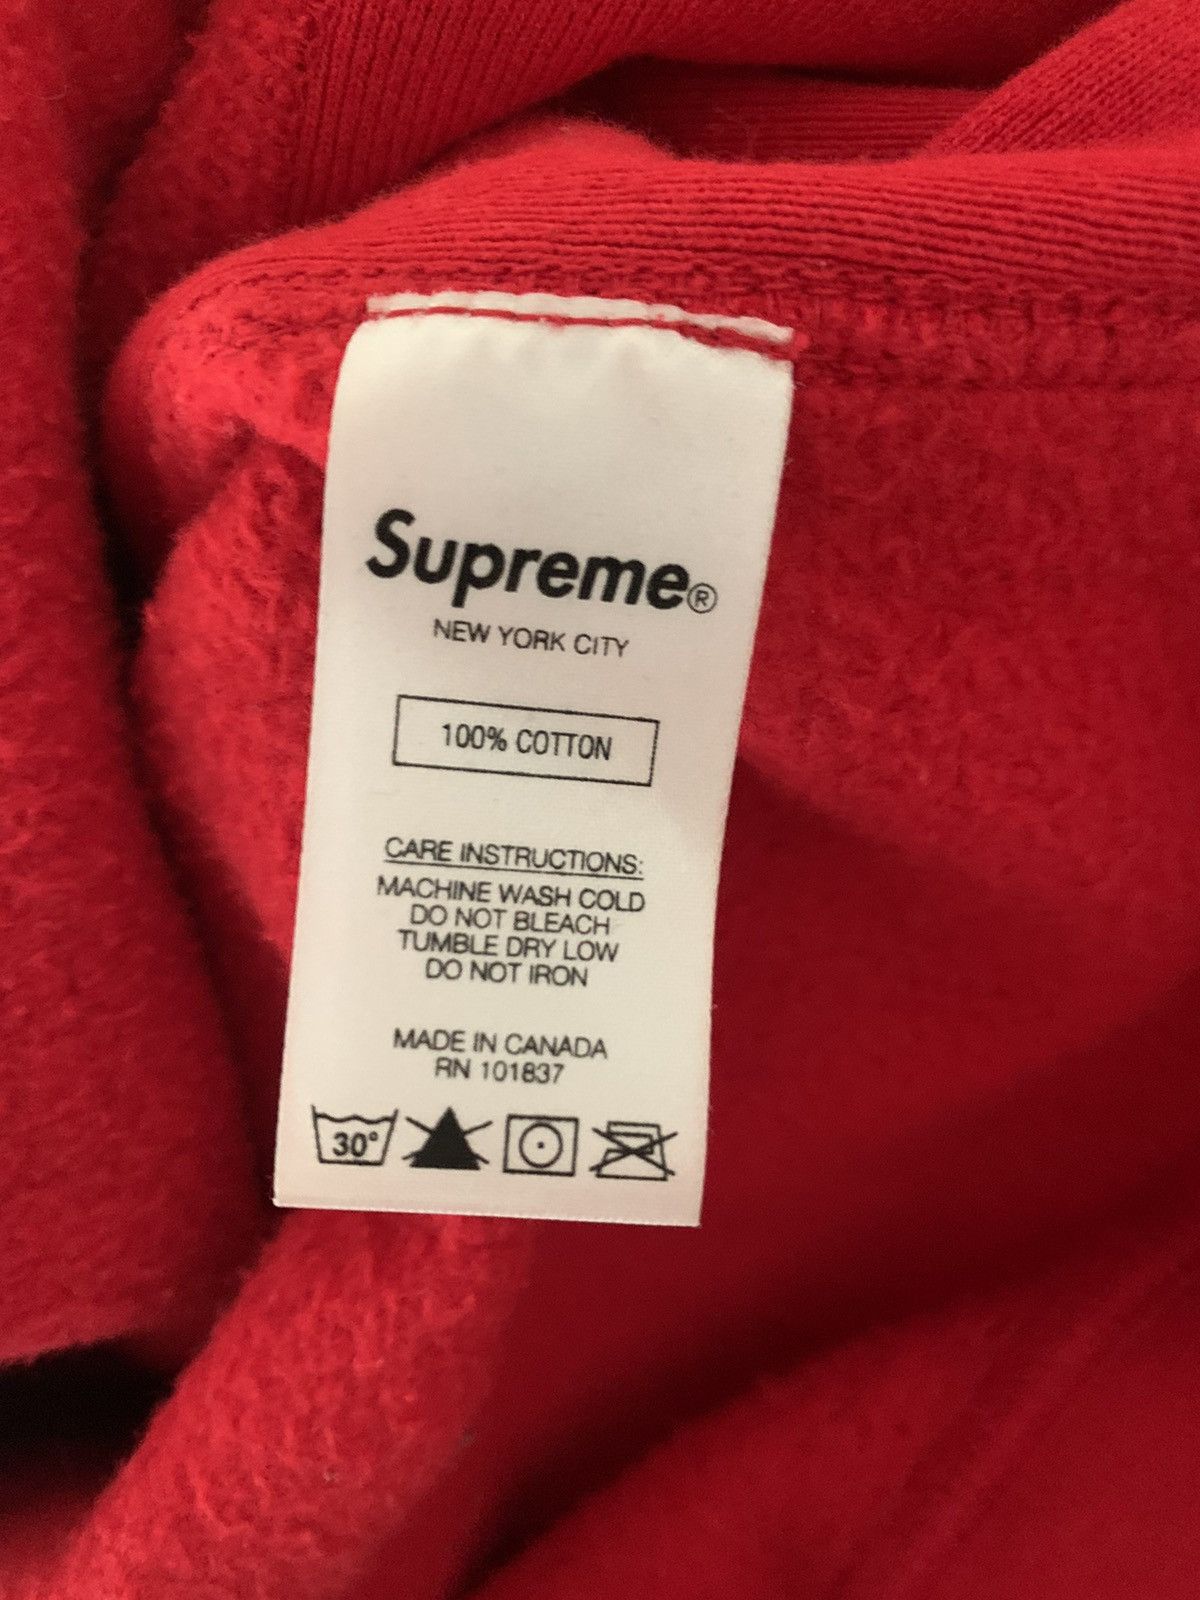 Supreme®
NEW YORK CITY
100% COTTON
CARE INSTRUCTIONS:
MACHINE WASH COLD
DO NOT BLEACH
TUMBLE DRY LOW
DO NOT IRON
MADE IN CANADA
RN 101837
30°